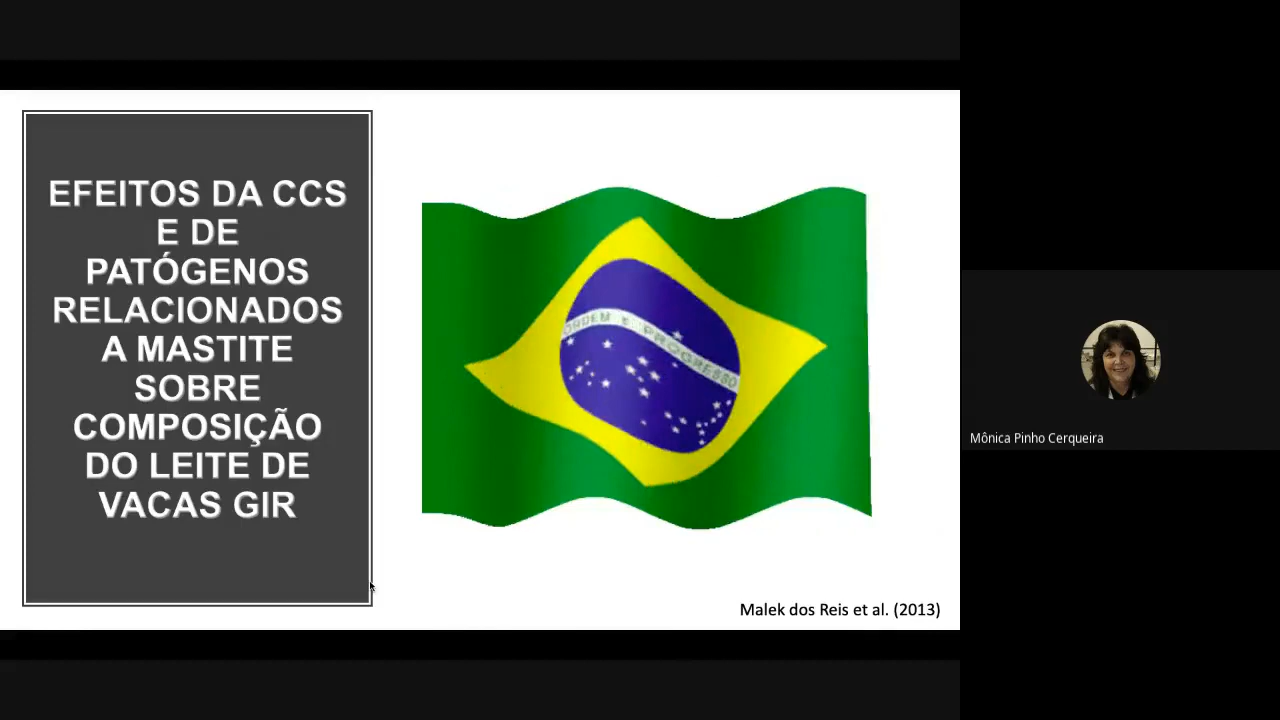 EFEITOS DA CCS
E DE
PATÓGENOS
RELACIONADOS
A MASTITE
SOBRE
COMPOSIÇÃO
DO LEITE DE
VACAS GIR
ORDEM E PROGRESSO
Malek dos Reis et al. (2013)
Mônica Pinho Cerqueira